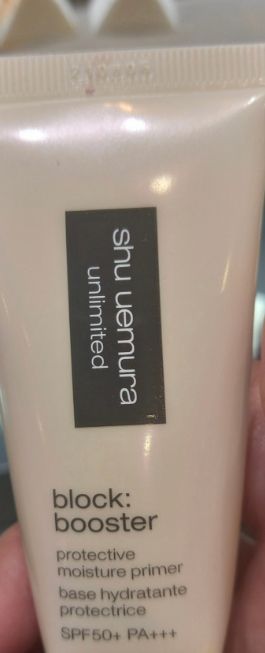 shu uemura
unlimited
block:
booster
protective
moisture primer
base hydratante
protectrice
SPF50+ PA+++